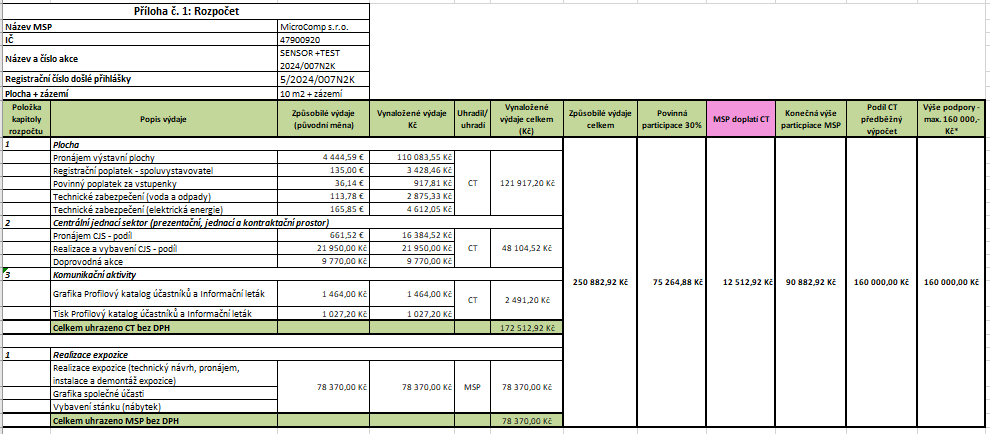 Příloha č. 1: Rozpočet
Název MSP MicroComp s.r.o.
IČ 47900920
Název a číslo akce SENSOR +TEST
2024/007N2K
Registrační číslo došlé přihlášky 5/2024/007N2K
Plocha + zázemí 10 m2 + zázemí
Položka kapitoly rozpočtu Popis výdaje Způsobilé výdaje (původní měna) Vynaložené výdaje Kč Uhradil/ uhradí Vynaložené výdaje celkem (Kč) Způsobilé výdaje celkem Povinná participace 30% MSP doplatí CT Konečná výše particpiace MSP Podíl CT předběžný výpočet Výše podpory - max. 160 000,- Kč*
1 Plocha
Pronájem výstavní plochy 4 444,59 € 110 083,55 Kč
Registrační poplatek - spoluvystavovatel 135,00 € 3 428,46 Kč
Povinný poplatek za vstupenky 36,14 € 917,81 Kč CT 121 917,20 Kč
Technické zabezpečení (voda a odpady) 113,78 € 2 875,33 Kč
Technické zabezpečení (elektrická energie) 165,85 € 4 612,05 Kč
2 Centrální jednací sektor (prezentační, jednací a kontraktační prostor)
Pronájem CJS - podíl 661,52 € 16 384,52 Kč
Realizace a vybavení CJS - podíl 21 950,00 Kč 21 950,00 Kč CT 48 104,52 Kč
Doprovodná akce 9 770,00 Kč 9 770,00 Kč
3 Komunikační aktivity
250 882,92 Kč 75 264,88 Kč 12 512,92 Kč 90 882,92 Kč 160 000,00 Kč 160 000,00 Kč
Grafika Profilový katalog účastníků a Informační leták 1 464,00 Kč 1 464,00 Kč CT 2 491,20 Kč
Tisk Profilový katalog účastníků a Informační leták 1 027,20 Kč 1 027,20 Kč
Celkem uhrazeno CT bez DPH 172 512,92 Kč
1 Realizace expozice
Realizace expozice (technický návrh, pronájem,
instalace a demontáž expozice)
78 370,00 Kč 78 370,00 Kč MSP 78 370,00 Kč
Grafika společné účasti
Vybavení stánku (nábytek)
Celkem uhrazeno MSP bez DPH 78 370,00 Kč